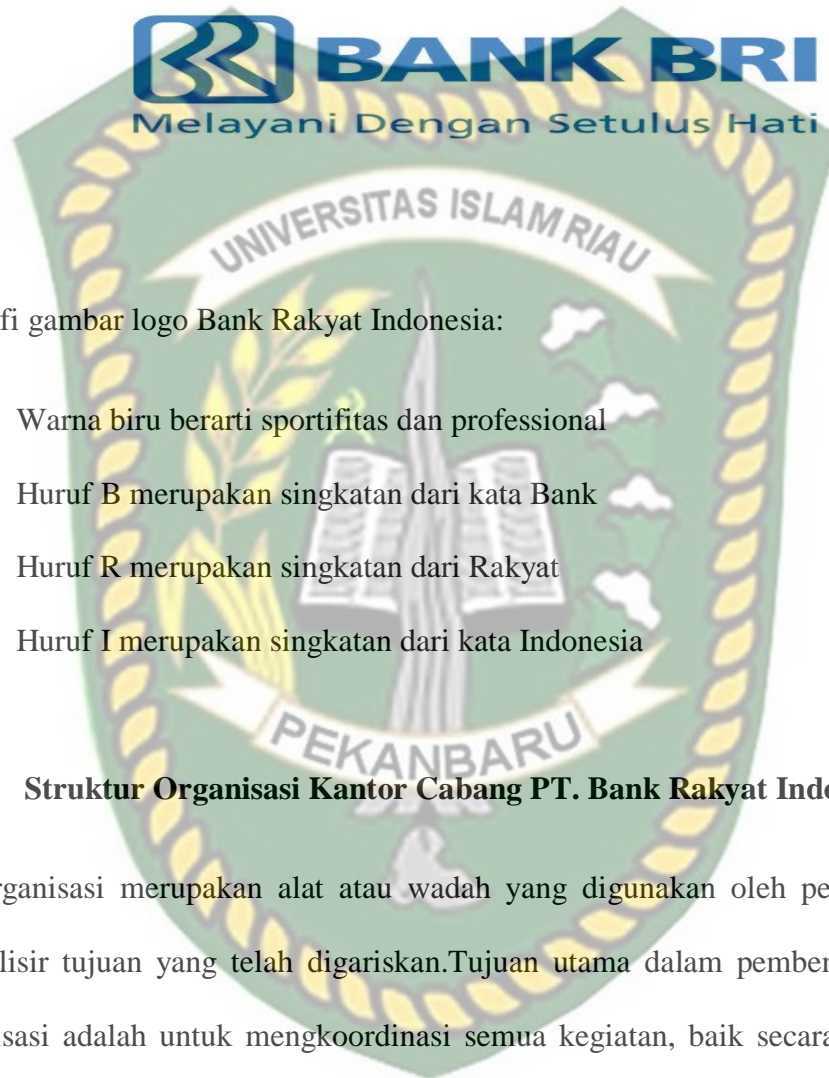 BANK BRI
Melayani Dengan Setulus Hati
UNIVERSITAS ISLAM RIAU
fi gambar logo Bank Rakyat Indonesia:
Warna biru berarti sportifitas dan professional
Huruf B merupakan singkatan dari kata Bank
Huruf R merupakan singkatan dari Rakyat
Huruf I merupakan singkatan dari kata Indonesia
PEKANBARU
Struktur Organisasi Kantor Cabang PT. Bank Rakyat Indo
rganisasi merupakan alat atau wadah yang digunakan oleh pe
lisir tujuan yang telah digariskan.Tujuan utama dalam pember
isasi adalah untuk mengkoordinasi semua kegiatan, baik secara